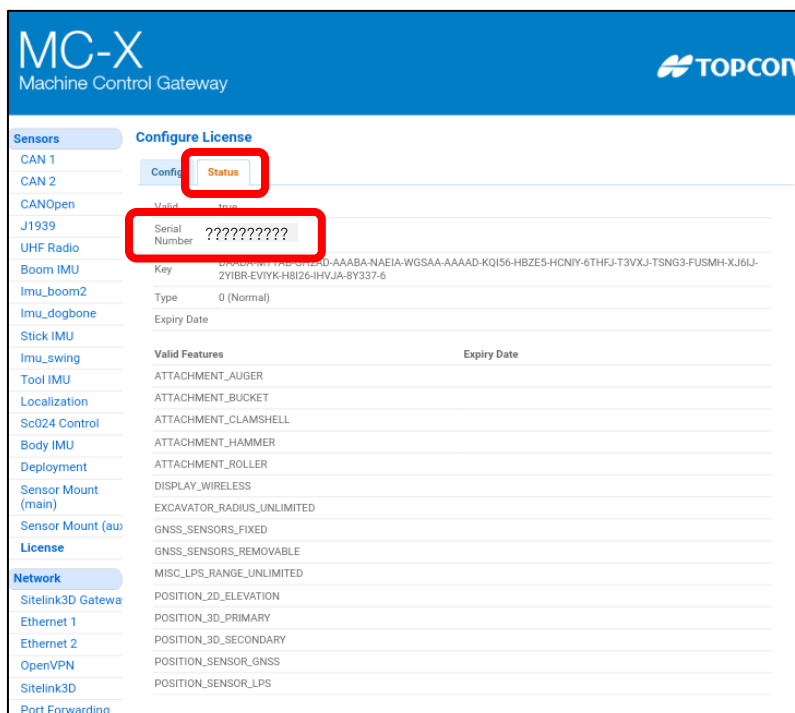 MC-X
Machine Control Gateway
TOPCON
Sensors
CAN 1
CAN 2
CANOpen
J1939
UHF Radio
Boom IMU
Imu_boom2
Imu_dogbone
Stick IMU
Imu_swing
Tool IMU
Localization
Sc024 Control
Body IMU
Deployment
Sensor Mount
(main)
Sensor Mount (aux
License
Network
Sitelink3D Gatewa
Ethernet 1
Ethernet 2
OpenVPN
Sitelink3D
Port Forwarding
Configure License
Config
Status
Valid true
Serial
Number ??????????
Key
2YIBR-EVIYK-H8I26-IHVJA-8Y337-6
Type 0 (Normal)
Expiry Date
Valid Features Expiry Date
ATTACHMENT_AUGER
ATTACHMENT_BUCKET
ATTACHMENT_CLAMSHELL
ATTACHMENT_HAMMER
ATTACHMENT_ROLLER
DISPLAY_WIRELESS
EXCAVATOR_RADIUS_UNLIMITED
GNSS_SENSORS_FIXED
GNSS_SENSORS_REMOVABLE
MISC_LPS_RANGE_UNLIMITED
POSITION_2D_ELEVATION
POSITION_3D_PRIMARY
POSITION_3D_SECONDARY
POSITION_SENSOR_GNSS
POSITION_SENSOR_LPS